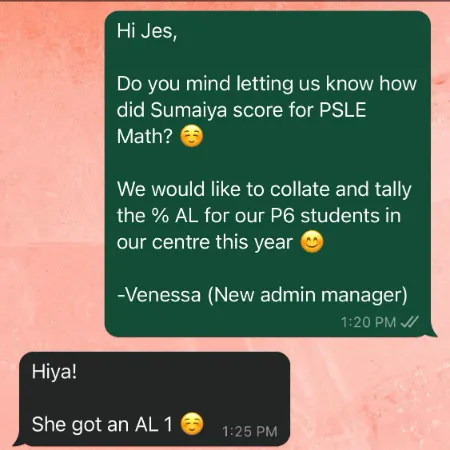 Hi Jes,
Do you mind letting us know how
did Sumaiya score for PSLE
Math? ☺️
We would like to collate and tally
the % AL for our P6 students in
our centre this year 😊
-Venessa (New admin manager)
1:20 PM
Hiya!
She got an AL 1 ☺️ 1:25 PM